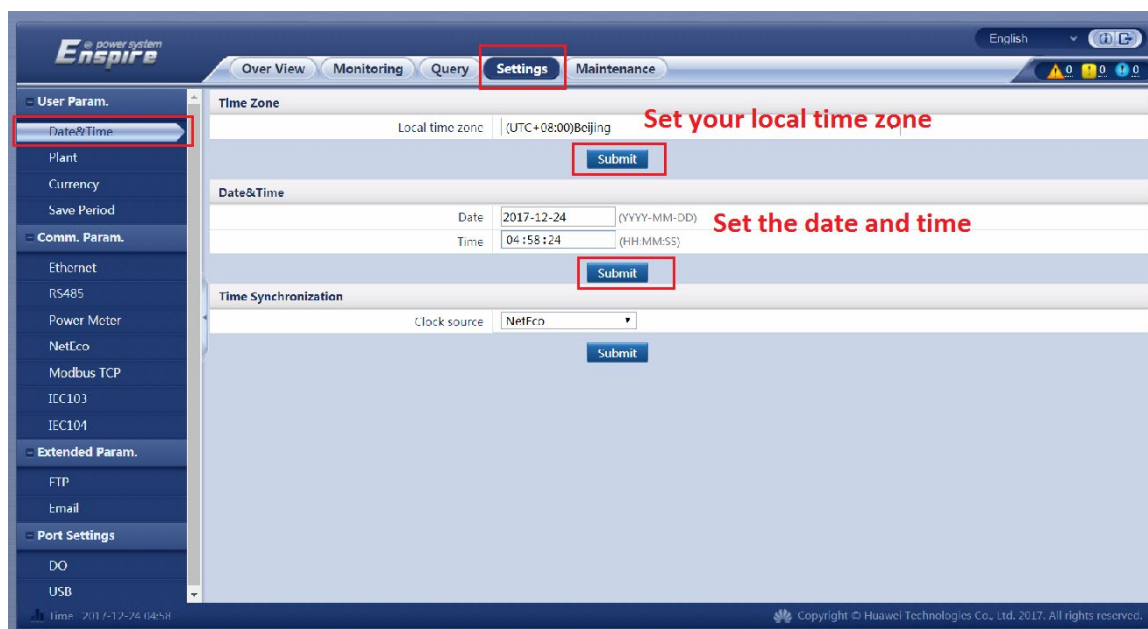 e power system
Enspire
English
Over View
Monitoring
Query
Settings
Maintenance
0
0
0
User Param.
Date&Time
Plant
Currency
Save Period
Comm. Param.
Ethernet
RS485
Power Meter
NetEco
Modbus TCP
IEC103
IEC104
Extended Param.
FTP
Email
Port Settings
DO
USB
Time Zone
Local time zone (UTC+08:00)Beijing
Set your local time zone
Submit
Date&Time
Date 2017-12-24 (YYYY-MM-DD)
Time 04:58:24 (HH:MM:SS)
Set the date and time
Submit
Time Synchronization
Clock source NetEco
Submit
Time 2017-12-24 04:58
Copyright © Huawei Technologies Co., Ltd. 2017. All rights reserved.